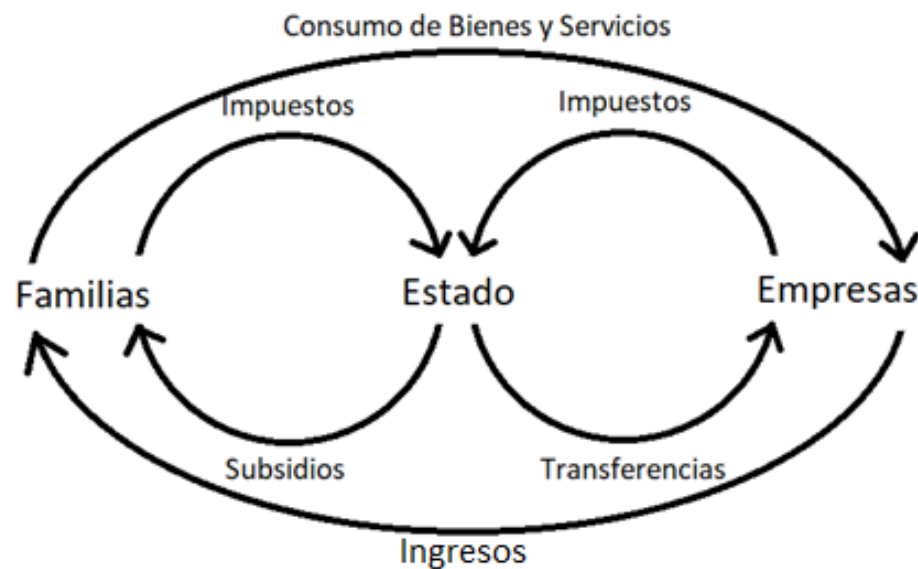 Consumo de Bienes y Servicios
Impuestos
Impuestos
Familias
Estado
Empresas
Subsidios
Transferencias
Ingresos